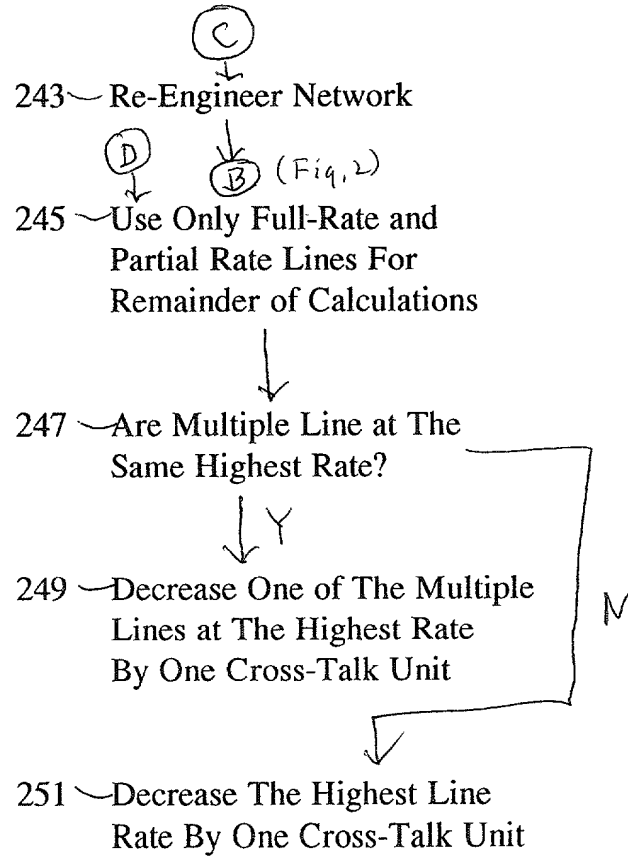 C
243 Re-Engineer Network
D
B (Fig. 2)
245 Use Only Full-Rate and
Partial Rate Lines For
Remainder of Calculations
247 Are Multiple Line at The
Same Highest Rate?
Y
249 Decrease One of The Multiple
Lines at The Highest Rate
By One Cross-Talk Unit
N
251 Decrease The Highest Line
Rate By One Cross-Talk Unit